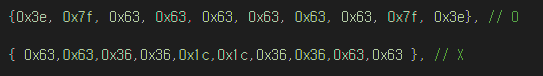 {0x3e, 0x7f, 0x63, 0x63, 0x63, 0x63, 0x63, 0x63, 0x7f, 0x3e}, // O
{ 0x63,0x63,0x36,0x36,0x1c,0x1c,0x36,0x36,0x63,0x63 }, // X